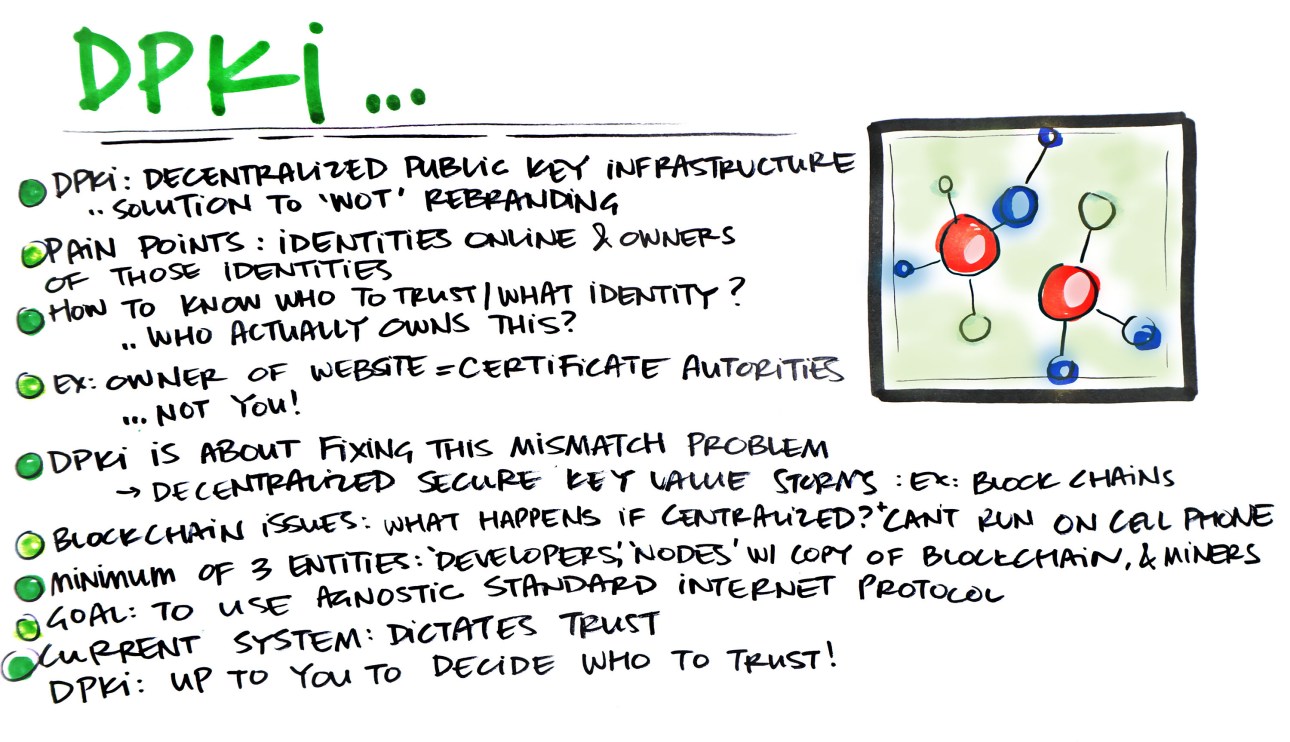 DPKi...
DPKi: DECENTRALIZED PUBLIC KEY INFRASTRUCTURE
.. SOLUTION TO 'WOT' REBRANDING
PAIN POINTS: IDENTITIES ONLINE & OWNERS
OF THOSE IDENTITIES
HOW TO KNOW WHO TO TRUST/WHAT IDENTITY?
.. WHO ACTUALLY OWNS THIS?
EX: OWNER OF WEBSITE = CERTIFICATE AUTORITIES
... NOT YOU!
DPKi IS ABOUT FIXING THIS MISMATCH PROBLEM
→ DECENTRALIZED SECURE KEY VALUE : EX: BLOCK CHAINS
BLOCKCHAIN ISSUES: WHAT HAPPENS IF CENTRALIZED? + CANT RUN ON CELL PHONE
MINIMUM OF 3 ENTITIES: 'DEVELOPERS', 'NODES' W/ COPY OF BLOCKCHAIN, & MINERS
GOAL: TO USE AGNOSTIC STANDARD INTERNET PROTOCOL
CURRENT SYSTEM: DICTATES TRUST
DPKi: UP TO YOU TO DECIDE WHO TO TRUST!